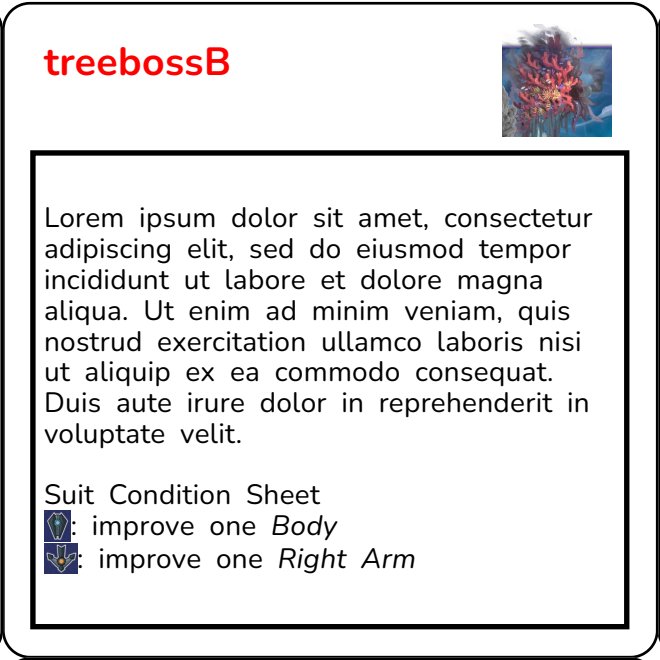 treebossB
Lorem ipsum dolor sit amet, consectetur
adipiscing elit, sed do eiusmod tempor
incididunt ut labore et dolore magna
aliqua. Ut enim ad minim veniam, quis
nostrud exercitation ullamco laboris nisi
ut aliquip ex ea commodo consequat.
Duis aute irure dolor in reprehenderit in
voluptate velit.
Suit Condition Sheet
: improve one Body
: improve one Right Arm